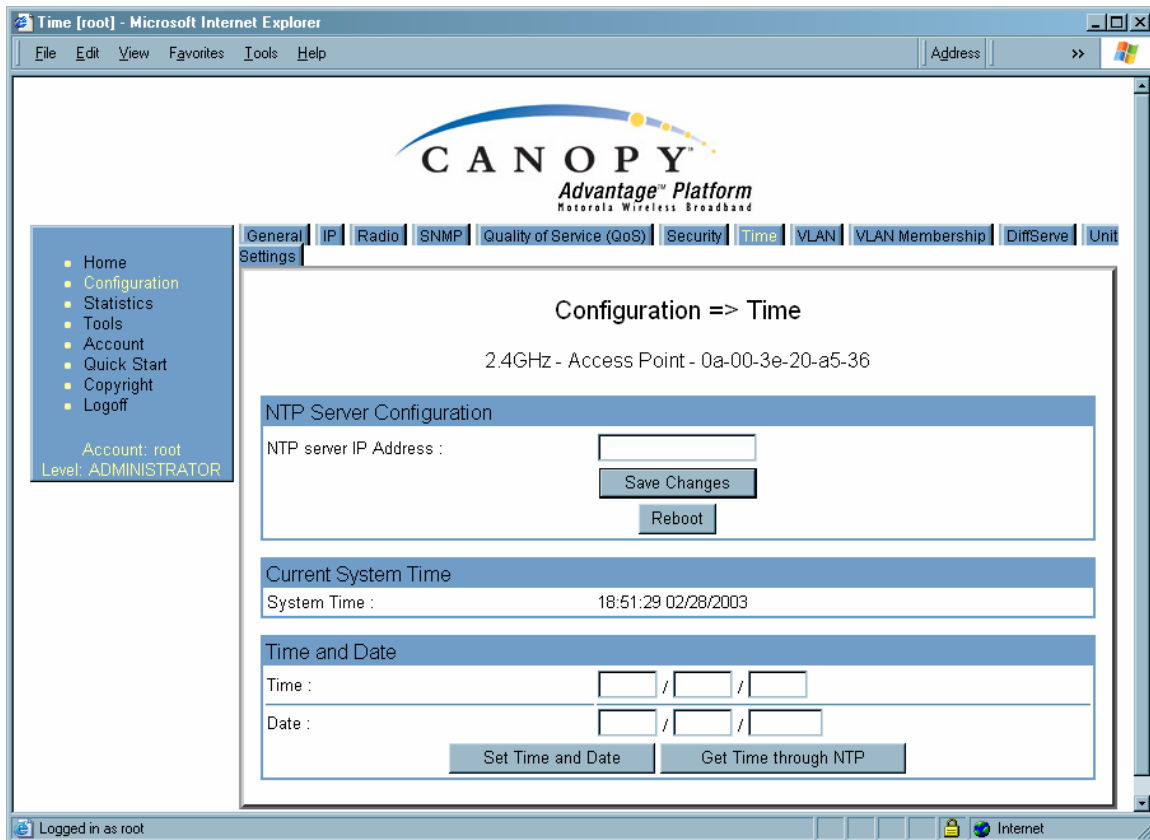 Time [root] - Microsoft Internet Explorer
File Edit View Favorites Tools Help Address »
CANOPY™
Advantage™ Platform
Motorola Wireless Broadband
General IP Radio SNMP Quality of Service (QoS) Security Time VLAN VLAN Membership DiffServe Unit
Settings
Home
Configuration
Statistics
Tools
Account
Quick Start
Copyright
Logoff
Account: root
Level: ADMINISTRATOR
Configuration => Time
2.4GHz - Access Point - 0a-00-3e-20-a5-36
NTP Server Configuration
NTP server IP Address :
Save Changes
Reboot
Current System Time
System Time : 18:51:29 02/28/2003
Time and Date
Time : / /
Date : / /
Set Time and Date Get Time through NTP
Logged in as root Internet